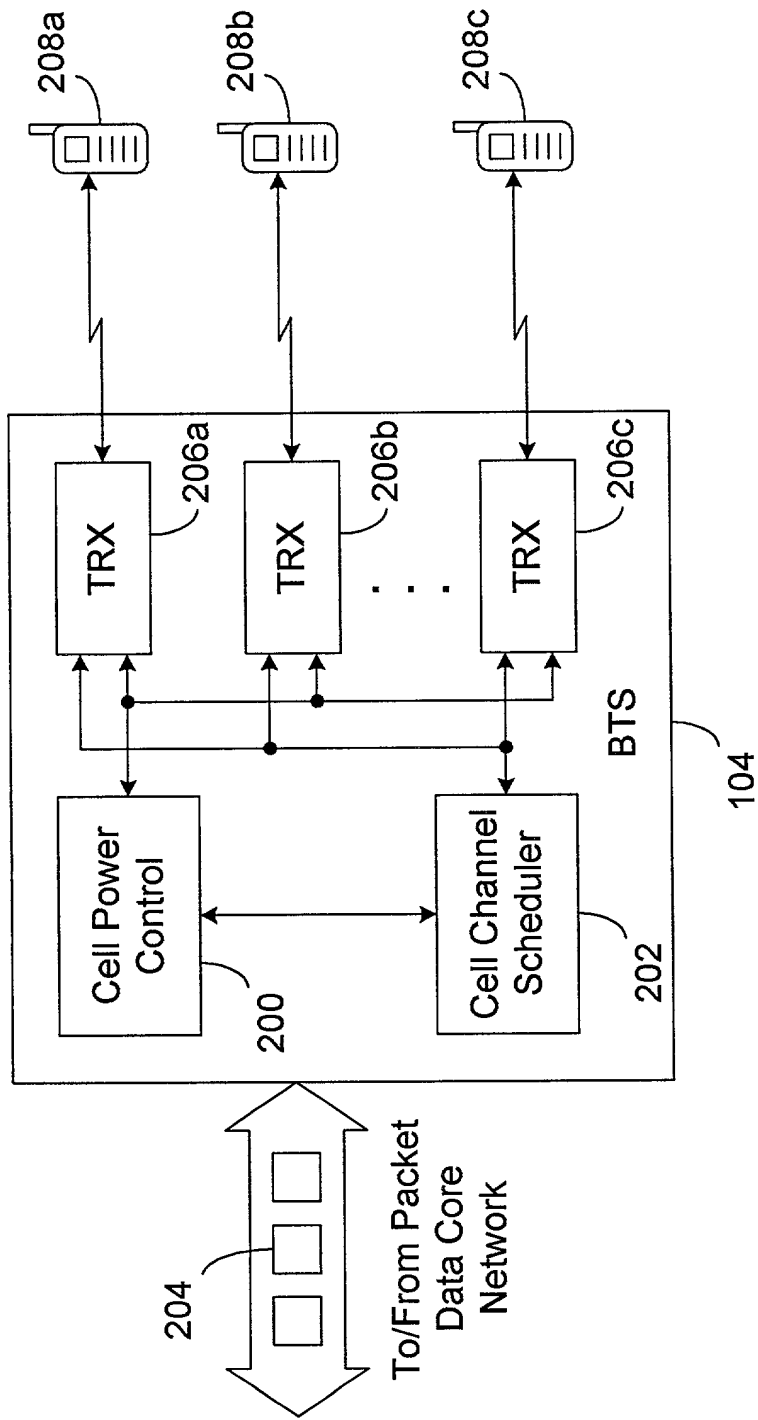 208a
208b
208c
TRX
206a
TRX
206b
. . .
TRX
206c
Cell Power
Control
200
Cell Channel
Scheduler
202
BTS
104
204
To/From Packet
Data Core
Network